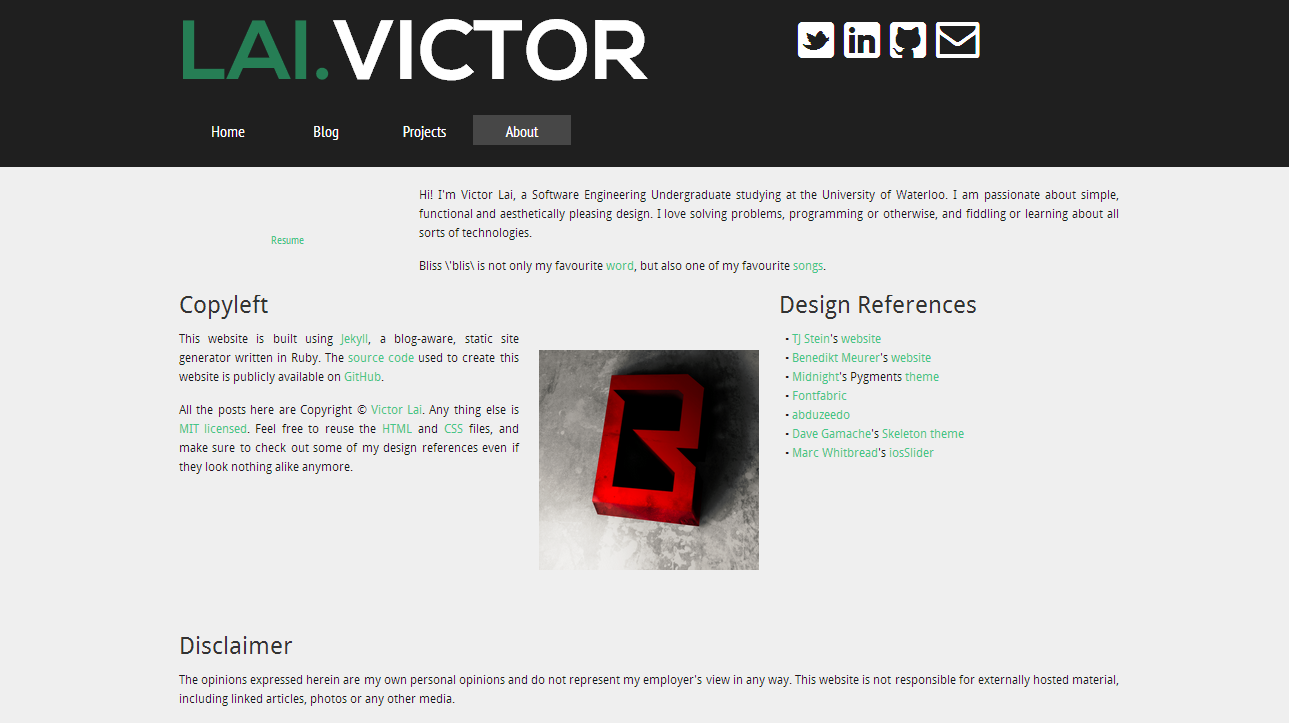 LAI.VICTOR
Home Blog Projects About
Hi! I'm Victor Lai, a Software Engineering Undergraduate studying at the University of Waterloo. I am passionate about simple,
functional and aesthetically pleasing design. I love solving problems, programming or otherwise, and fiddling or learning about all
sorts of technologies.
Resume
Bliss \'blis\ is not only my favourite word, but also one of my favourite songs.
Copyleft
This website is built using Jekyll, a blog-aware, static site
generator written in Ruby. The source code used to create this
website is publicly available on GitHub.
All the posts here are Copyright © Victor Lai. Any thing else is
MIT licensed. Feel free to reuse the HTML and CSS files, and
make sure to check out some of my design references even if
they look nothing alike anymore.
B
Design References
• TJ Stein's website
• Benedikt Meurer's website
• Midnight's Pygments theme
• Fontfabric
• abduzeedo
• Dave Gamache's Skeleton theme
• Marc Whitbread's iosSlider
Disclaimer
The opinions expressed herein are my own personal opinions and do not represent my employer's view in any way. This website is not responsible for externally hosted material,
including linked articles, photos or any other media.